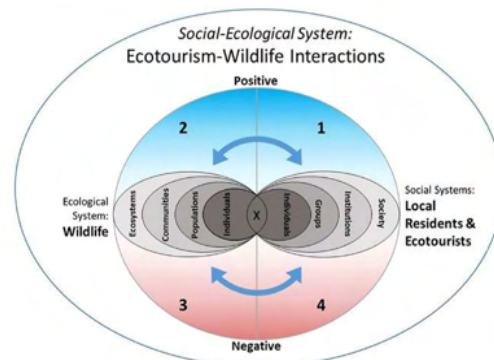 Social-Ecological System:
Ecotourism-Wildlife Interactions
Positive
2
1
Ecological
System:
Wildlife
Ecosystems
Communities
Populations
Individuals
X
Individuals
Groups
Institutions
Society
Social Systems:
Local
Residents &
Ecotourists
3
4
Negative